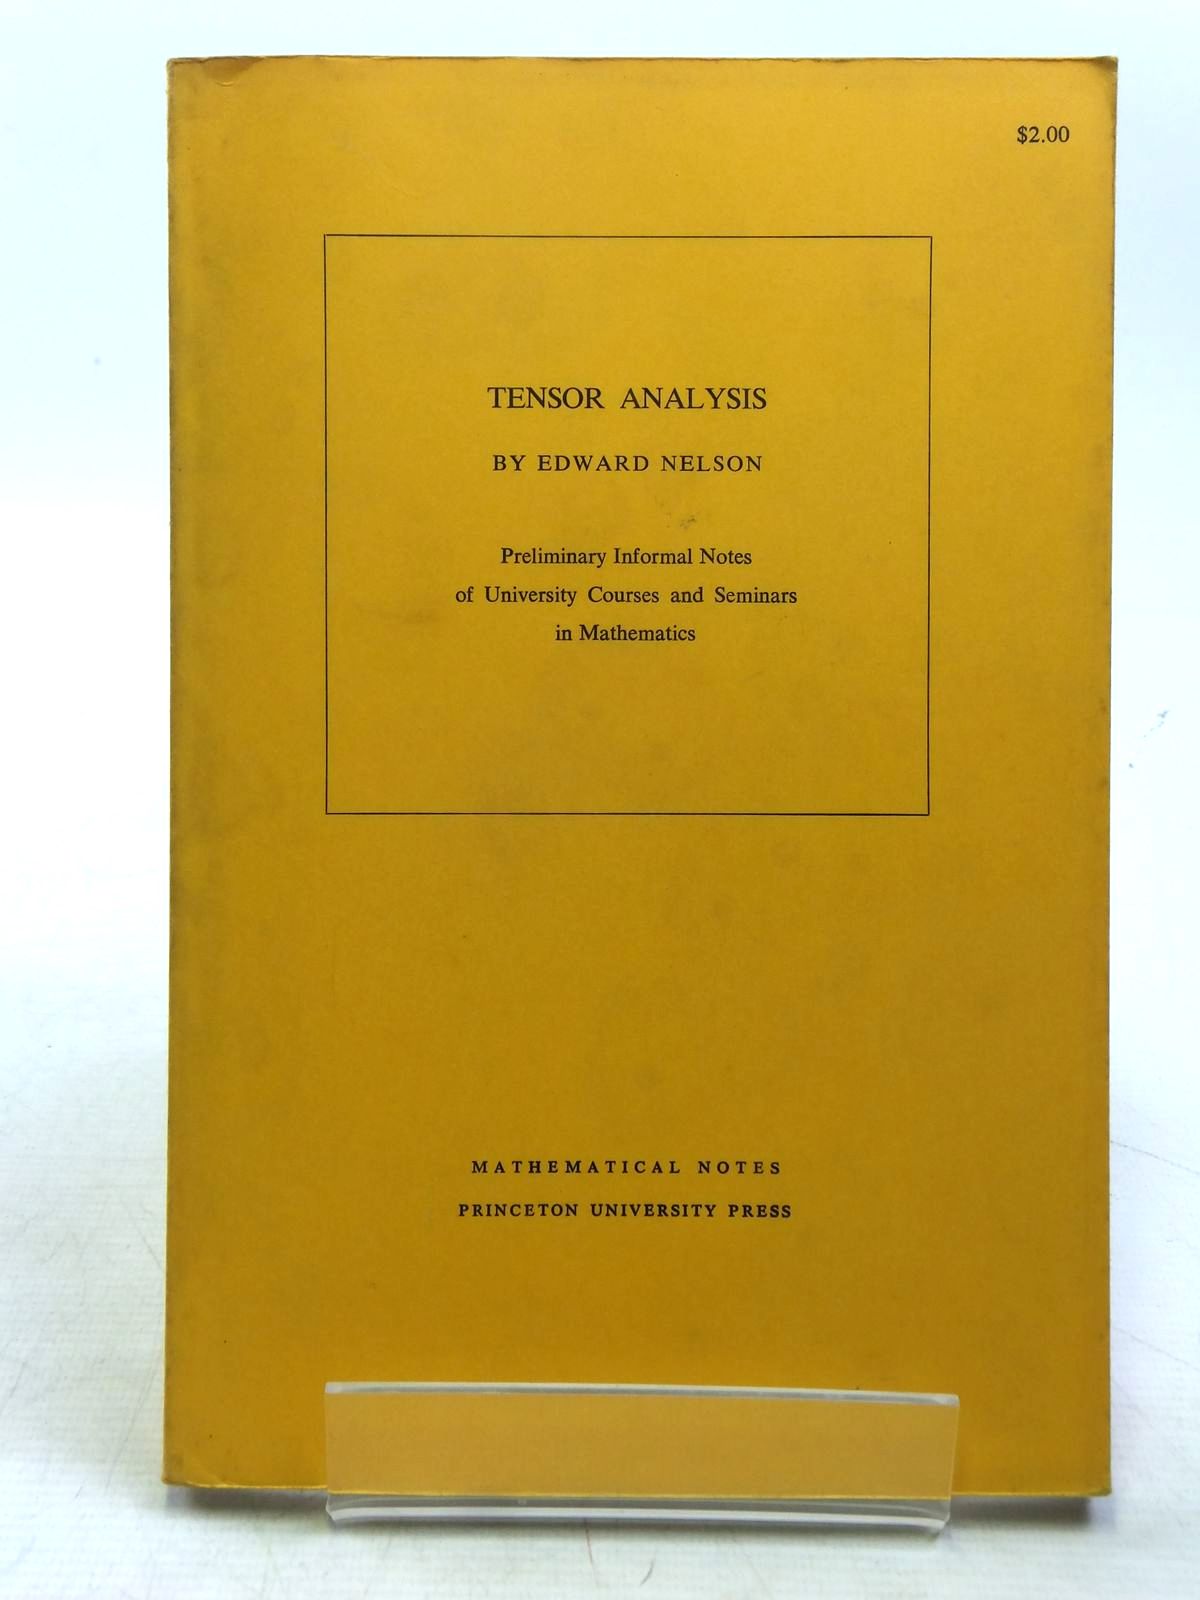 $2.00
TENSOR ANALYSIS
BY EDWARD NELSON
Preliminary Informal Notes
of University Courses and Seminars
in Mathematics
MATHEMATICAL NOTES
PRINCETON UNIVERSITY PRESS